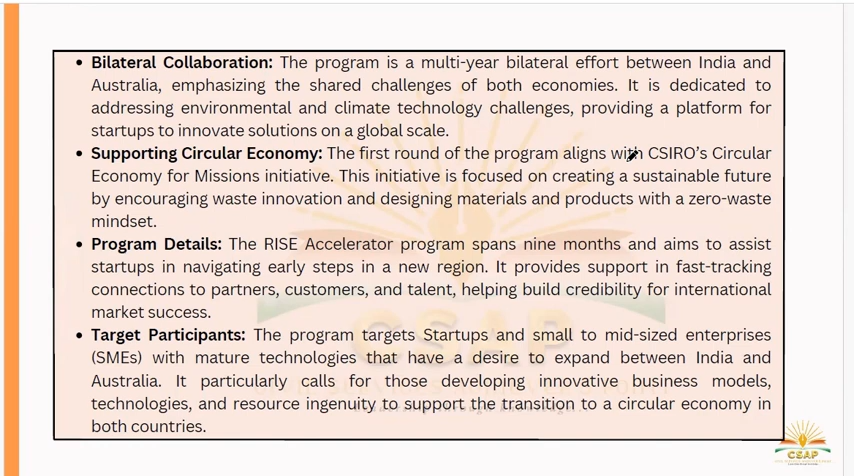 • Bilateral Collaboration: The program is a multi-year bilateral effort between India and
Australia, emphasizing the shared challenges of both economies. It is dedicated to
addressing environmental and climate technology challenges, providing a platform for
startups to innovate solutions on a global scale.
• Supporting Circular Economy: The first round of the program aligns with CSIRO's Circular
Economy for Missions initiative. This initiative is focused on creating a sustainable future
by encouraging waste innovation and designing materials and products with a zero-waste
mindset.
• Program Details: The RISE Accelerator program spans nine months and aims to assist
startups in navigating early steps in a new region. It provides support in fast-tracking
connections to partners, customers, and talent, helping build credibility for international
market success.
• Target Participants: The program targets Startups and small to mid-sized enterprises
(SMEs) with mature technologies that have a desire to expand between India and
Australia. It particularly calls for those developing innovative business models,
technologies, and resource ingenuity to support the transition to a circular economy in
both countries.
CSAP
CSAP